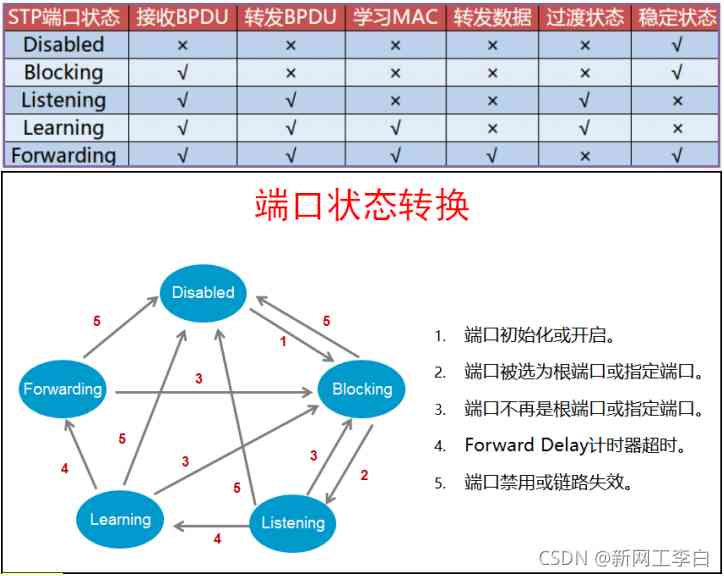 STP端口状态 接收BPDU 转发BPDU 学习MAC 转发数据 过渡状态 稳定状态
Disabled × × × × × √
Blocking √ × × × × √
Listening √ √ × × √ ×
Learning √ √ √ × √ ×
Forwarding √ √ √ √ × √
端口状态转换
Disabled
5
1
5
Forwarding
3
Blocking
5
3
3
4
5
2
Learning
4
Listening
1. 端口初始化或开启。
2. 端口被选为根端口或指定端口。
3. 端口不再是根端口或指定端口。
4. Forward Delay计时器超时。
5. 端口禁用或链路失效。
CSDN @新网工李白